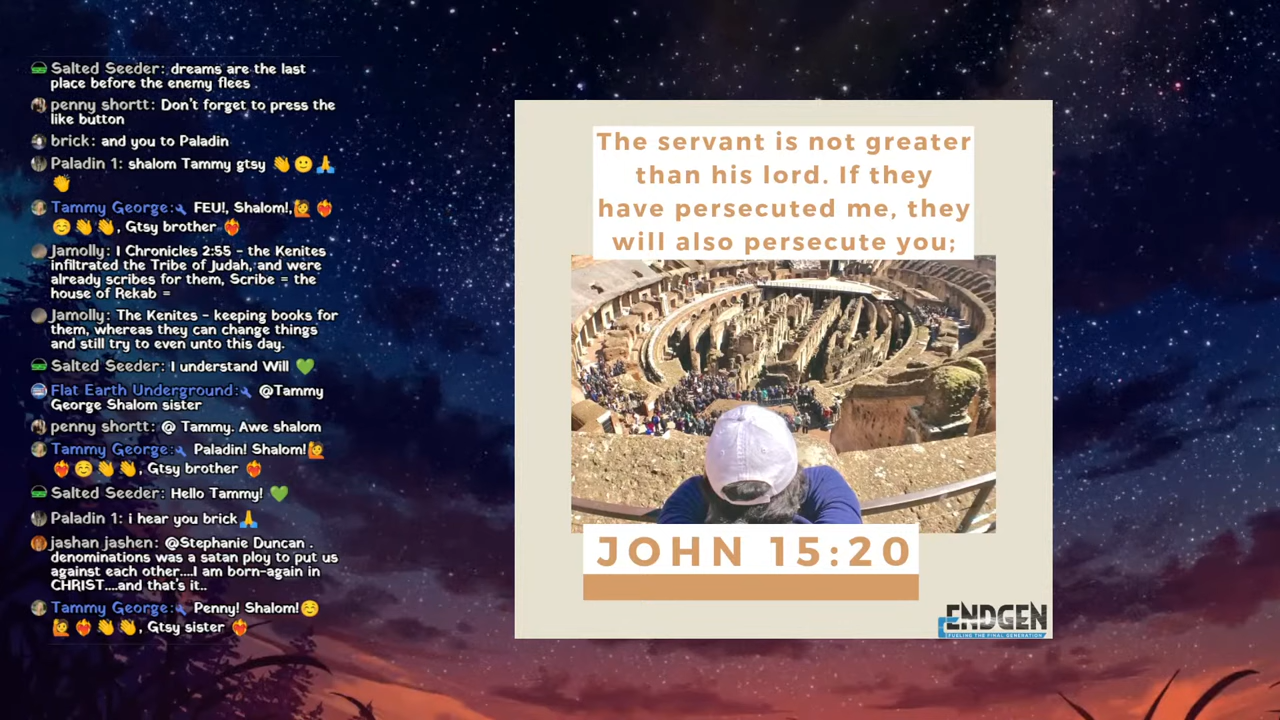 Salted Seeder: dreams are the last
place before the enemy flees
penny shortt: Don't forget to press the
like button
brick: and you to Paladin
Paladin 1: shalom Tammy gtsy 👋🙂🙏
👏
Tammy George: FEU!, Shalom!,🙋❤️‍🔥
☺️👋👋, Gtsy brother ❤️‍🔥
Jamolly: I Chronicles 2:55 - the Kenites
infiltrated the Tribe of Judah, and were
already scribes for them, Scribe = the
house of Rekab =
Jamolly: The Kenites - keeping books for
them, whereas they can change things
and still try to even unto this day.
Salted Seeder: I understand Will 💚
Flat Earth Underground: @Tammy
George Shalom sister
penny shortt: @ Tammy. Awe shalom
Tammy George: Paladin! Shalom!🙋
❤️‍🔥☺️👋👋, Gtsy brother ❤️‍🔥
Salted Seeder: Hello Tammy! 💚
Paladin 1: i hear you brick🙏
jashan jashen: @Stephanie Duncan .
denominations was a satan ploy to put us
against each other....I am born-again in
CHRIST....and that's it..
Tammy George: Penny! Shalom!☺️
🙋❤️‍🔥👋👋, Gtsy sister ❤️‍🔥
The servant is not greater
than his lord. If they
have persecuted me, they
will also persecute you;
JOHN 15:20
ENDGEN
FUELING THE FINAL GENERATION